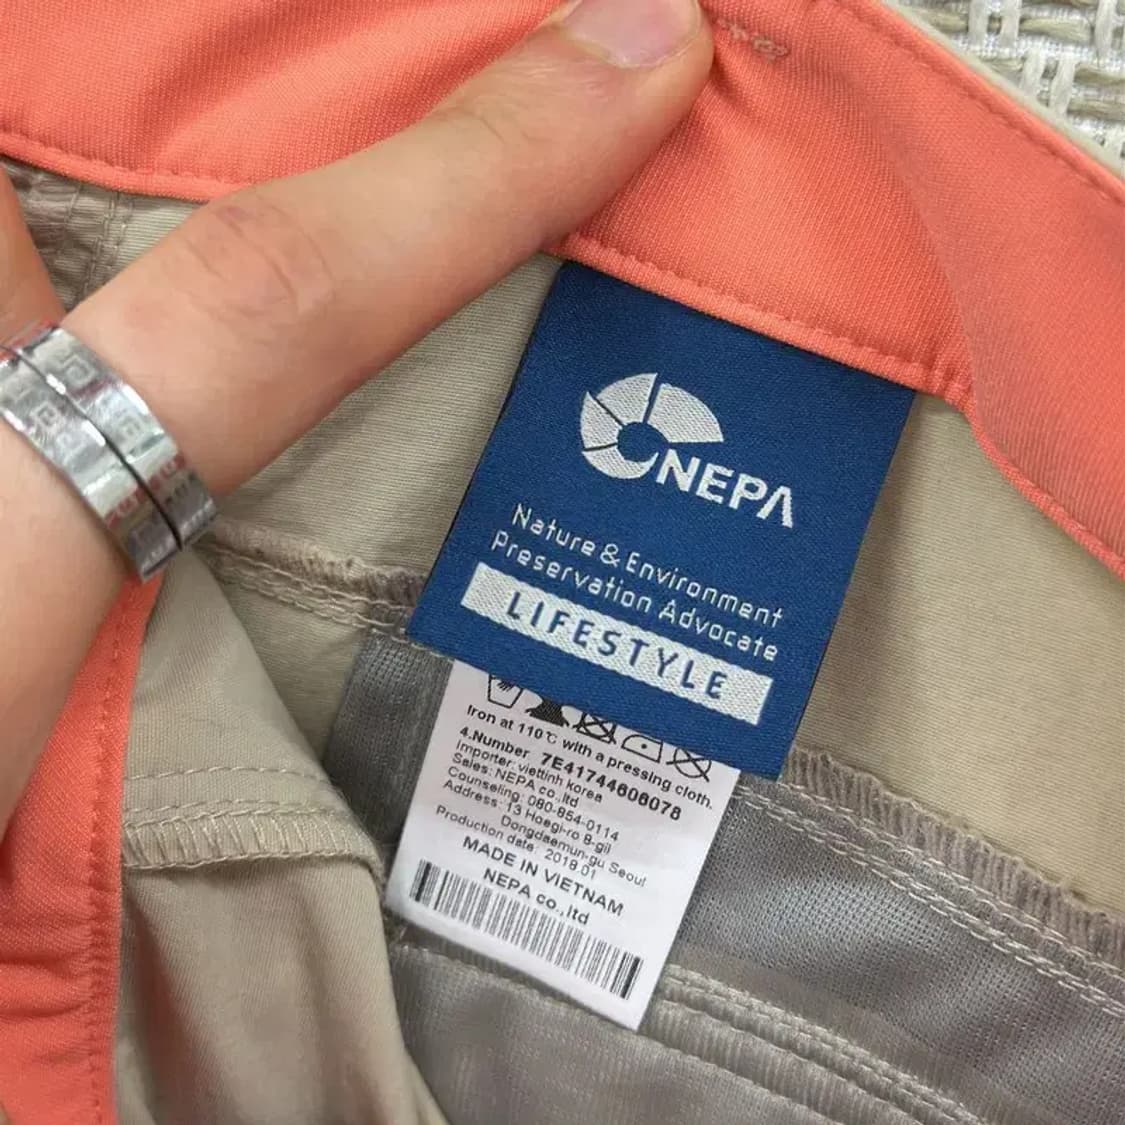 NEPA
Nature & Environment
Preservation Advocate
LIFESTYLE
Iron at 110℃ with a pressing cloth.
4.Number 7E41744606078
Importer: viettinh korea
Sales: NEPA co.,ltd
Counseling: 080-854-0114
Address: 13 Hoegi-ro 8-gil
Dongdaemun-gu Seoul
Production date: 2018.01
MADE IN VIETNAM
NEPA co.,ltd